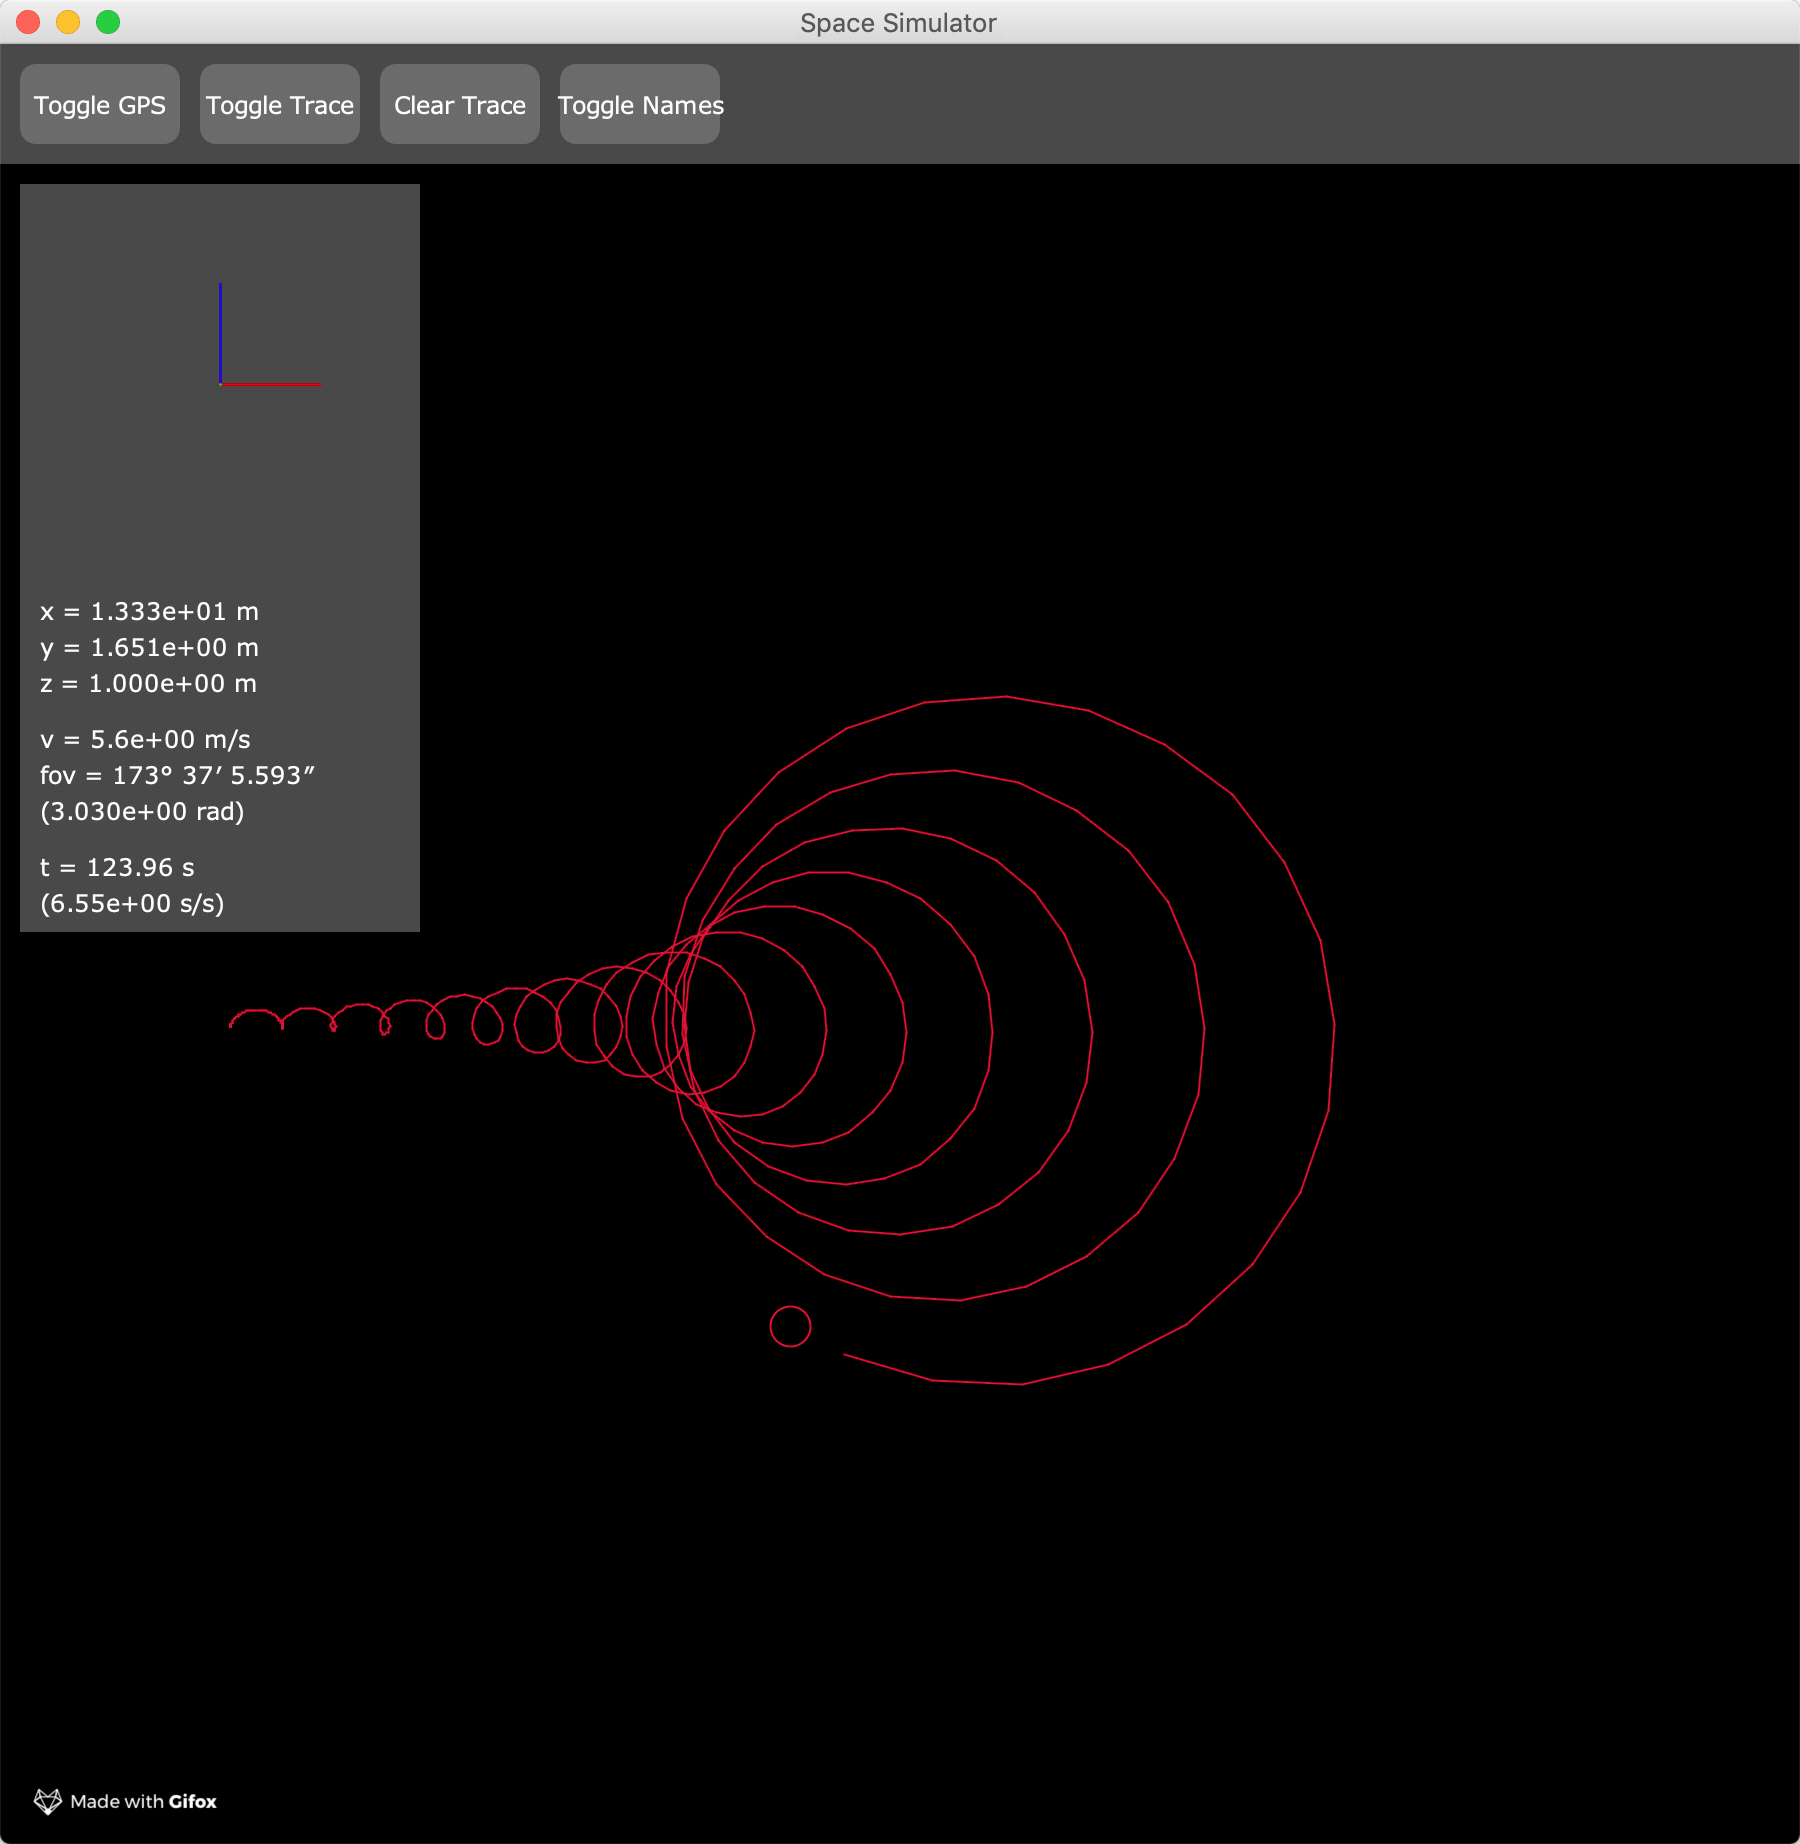 Space Simulator
Toggle GPS
Toggle Trace
Clear Trace
Toggle Names
x = 1.333e+01 m
y = 1.651e+00 m
z = 1.000e+00 m
v = 5.6e+00 m/s
fov = 173° 37′ 5.593″
(3.030e+00 rad)
t = 123.96 s
(6.55e+00 s/s)
Made with Gifox